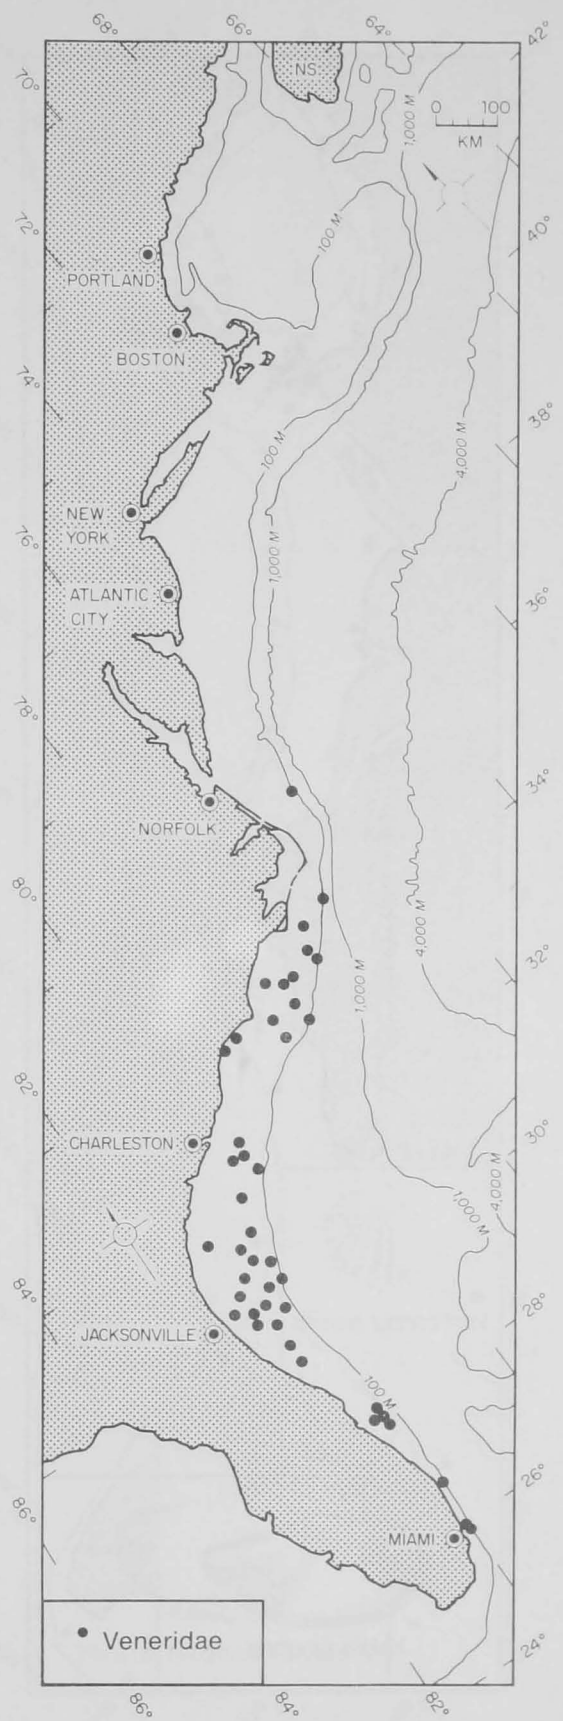 68°
66°
64°
42°
70°
NS.
0 100
KM
1,000 M
72°
40°
100 M
PORTLAND
BOSTON
74°
38°
100 M
4,000 M
NEW
YORK
76°
1,000 M
ATLANTIC
CITY
36°
78°
34°
NORFOLK
80°
4,000 M
32°
1,000 M
82°
CHARLESTON
30°
4,000 M
1,000 M
84°
28°
JACKSONVILLE
100 M
26°
86°
MIAMI
Veneridae
24°
86°
84°
82°